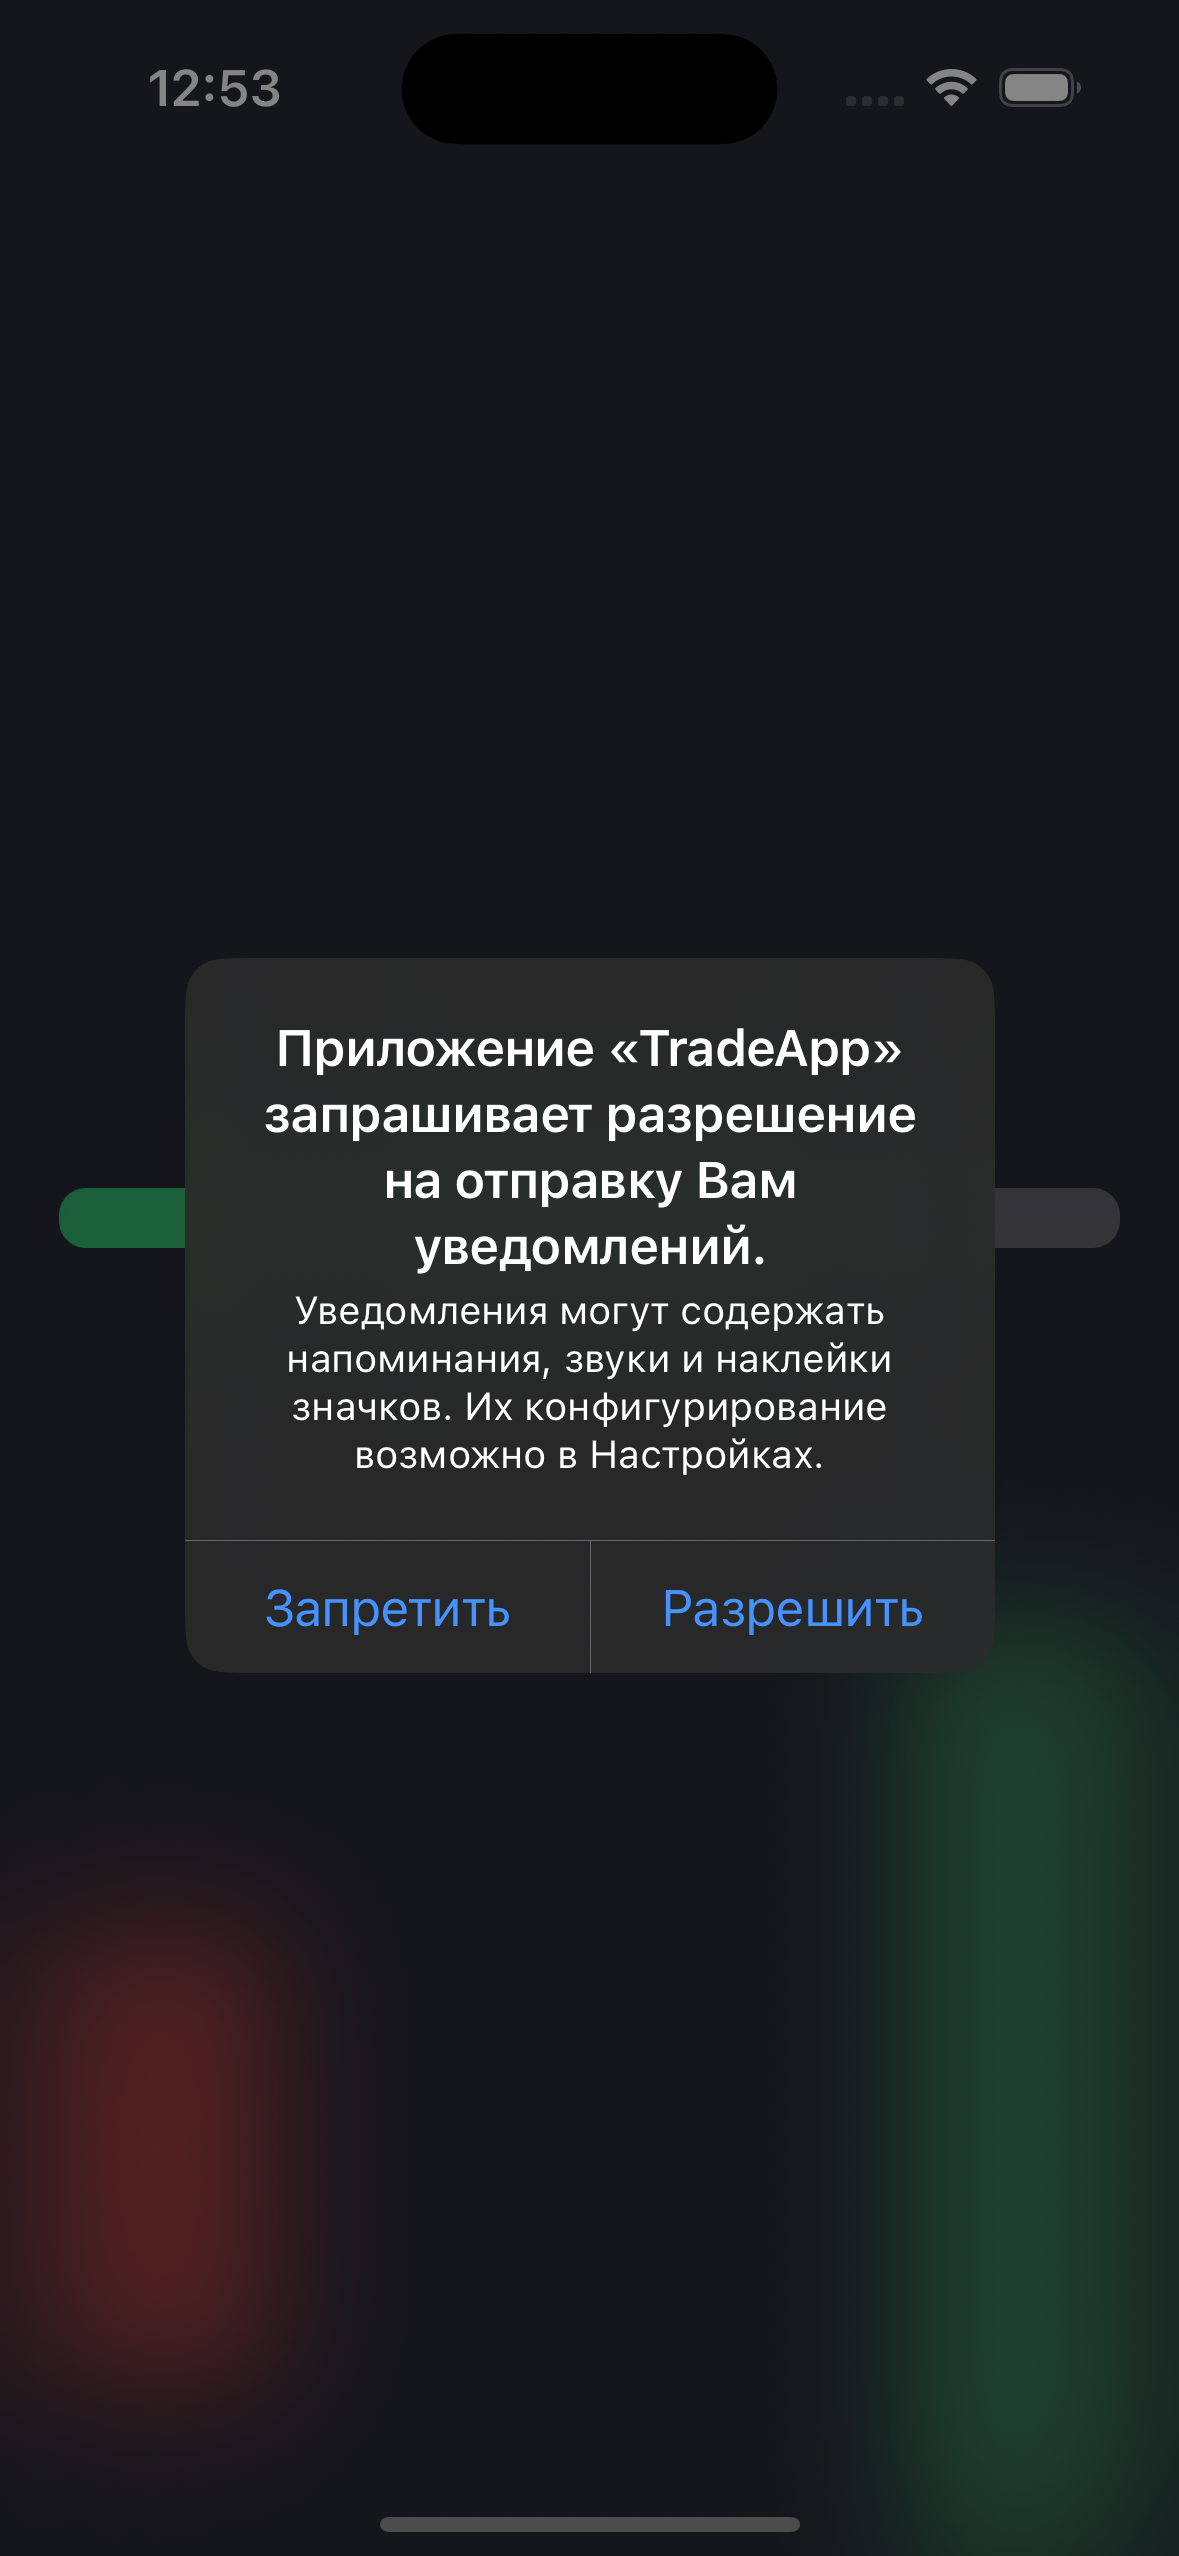 12:53
Приложение «TradeApp»
запрашивает разрешение
на отправку Вам
уведомлений.
Уведомления могут содержать
напоминания, звуки и наклейки
значков. Их конфигурирование
возможно в Настройках.
Запретить
Разрешить